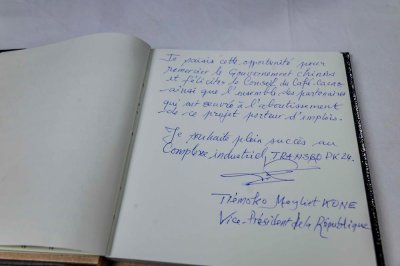 Je saisis cette opportunité pour
remercier le Gouvernement chinois
et féliciter le Conseil du Café-Cacao
ainsi que l'ensemble des partenaires
qui ont œuvré à l'aboutissement
de ce projet porteur d'emplois.
Je souhaite plein succès au
Complexe industriel, TRANSCAO PK24.
Tiémoko Meyliet KONE
Vice-Président de la République